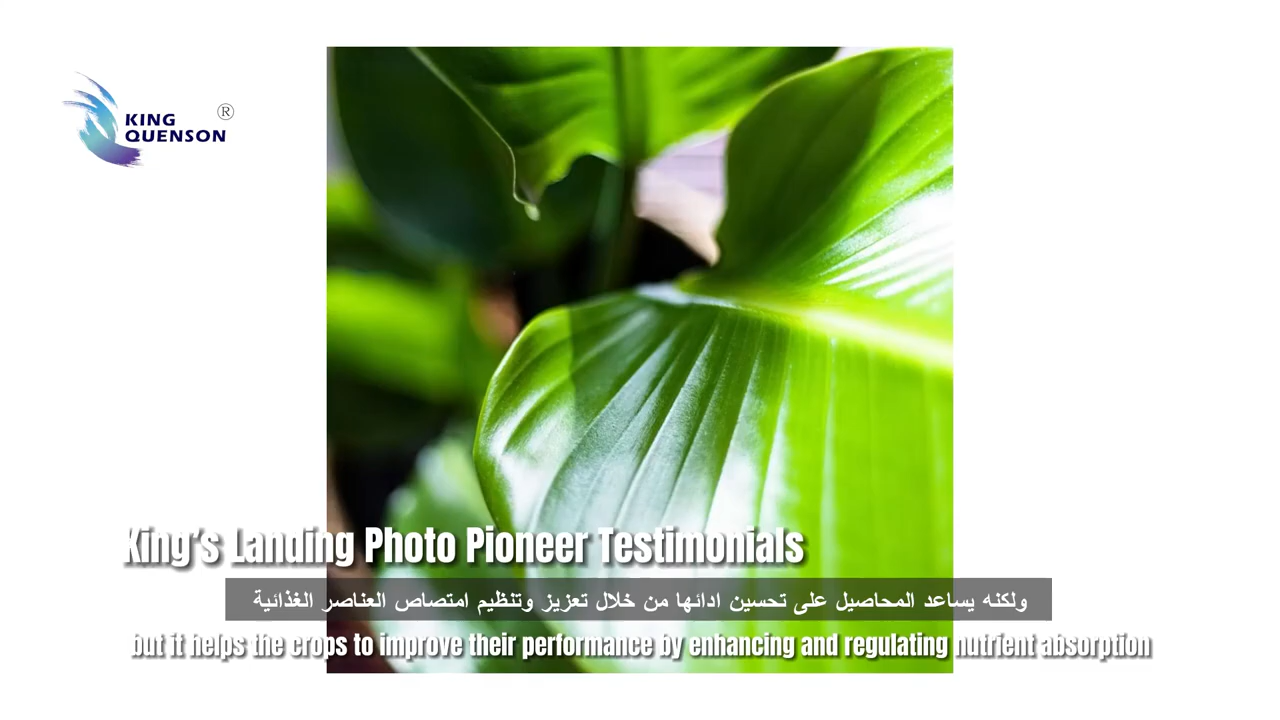 KING
QUENSON
®
King's Landing Photo Pioneer Testimonials
ولكنه يساعد المحاصيل على تحسين ادائها من خلال تعزيز وتنظيم امتصاص العناصر الغذائية
but it helps the crops to improve their performance by enhancing and regulating nutrient absorption